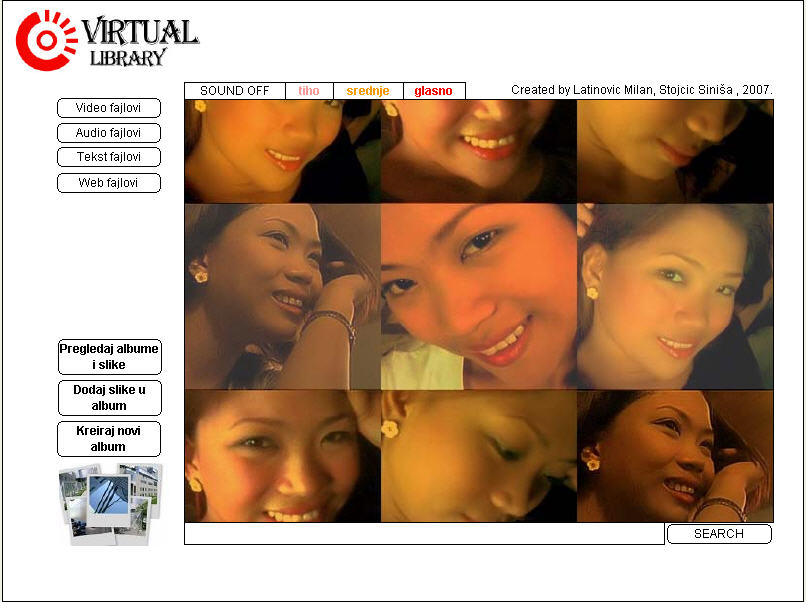 VIRTUAL
LIBRARY
SOUND OFF tiho srednje glasno Created by Latinovic Milan, Stojcic Siniša , 2007.
Video fajlovi
Audio fajlovi
Tekst fajlovi
Web fajlovi
Pregledaj albume
i slike
Dodaj slike u
album
Kreiraj novi
album
SEARCH